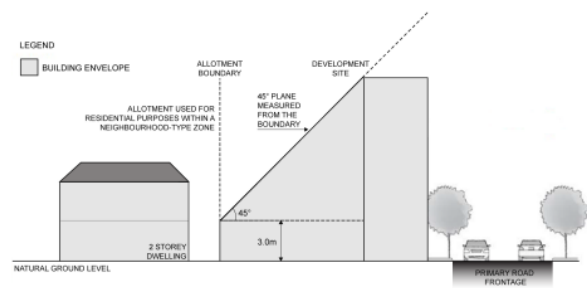 LEGEND
BUILDING ENVELOPE
ALLOTMENT
BOUNDARY
DEVELOPMENT
SITE
ALLOTMENT USED FOR
RESIDENTIAL PURPOSES WITHIN A
NEIGHBOURHOOD-TYPE ZONE
45° PLANE
MEASURED
FROM THE
BOUNDARY
45°
3.0m
2 STOREY
DWELLING
NATURAL GROUND LEVEL
PRIMARY ROAD
FRONTAGE